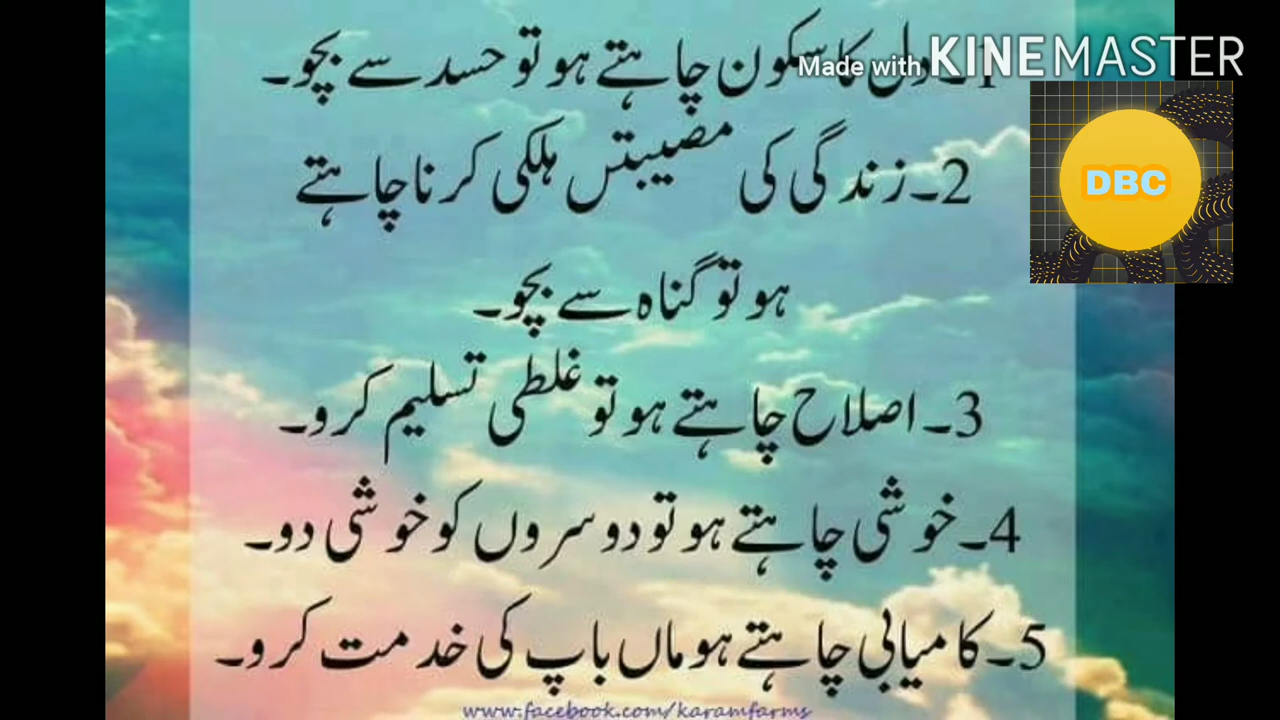 1۔دل کا سکون چاہتے ہو تو حسد سے بچو۔
Made with KINEMASTER
DBC
2۔زندگی کی مصیبتں ہلکی کرنا چاہتے
ہو تو گناہ سے بچو۔
3۔اصلاح چاہتے ہو تو غلطی تسلیم کرو۔
4۔خوشی چاہتے ہو تو دوسروں کو خوشی دو۔
5۔کامیابی چاہتے ہو ماں باپ کی خدمت کرو۔
www.facebook.com/karamfarms